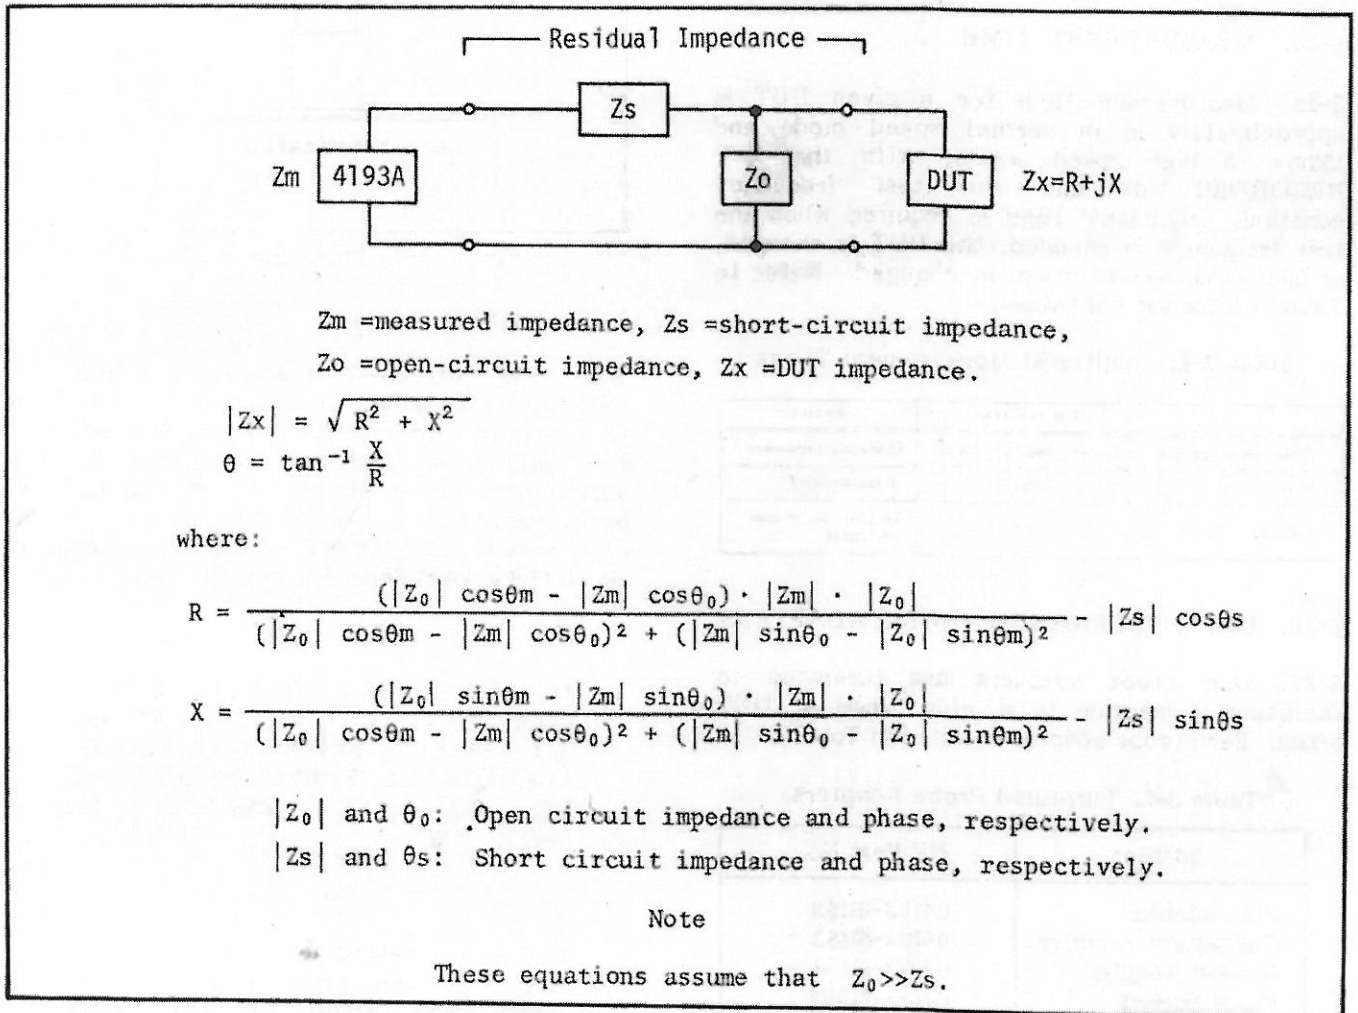 Residual Impedance
Zs
Zm 4193A Zo DUT Zx=R+jX
Zm =measured impedance, Zs =short-circuit impedance,
Zo =open-circuit impedance, Zx =DUT impedance.
|Zx| = √ R² + X²
θ = tan⁻¹ X/R
where:
R = (|Z₀| cosθm - |Zm| cosθ₀)· |Zm| · |Z₀| / (|Z₀| cosθm - |Zm| cosθ₀)² + (|Zm| sinθ₀ - |Z₀| sinθm)² - |Zs| cosθs
X = (|Z₀| sinθm - |Zm| sinθ₀)· |Zm| · |Z₀| / (|Z₀| cosθm - |Zm| cosθ₀)² + (|Zm| sinθ₀ - |Z₀| sinθm)² - |Zs| sinθs
|Z₀| and θ₀: Open circuit impedance and phase, respectively.
|Zs| and θs: Short circuit impedance and phase, respectively.
Note
These equations assume that Z₀>>Zs.